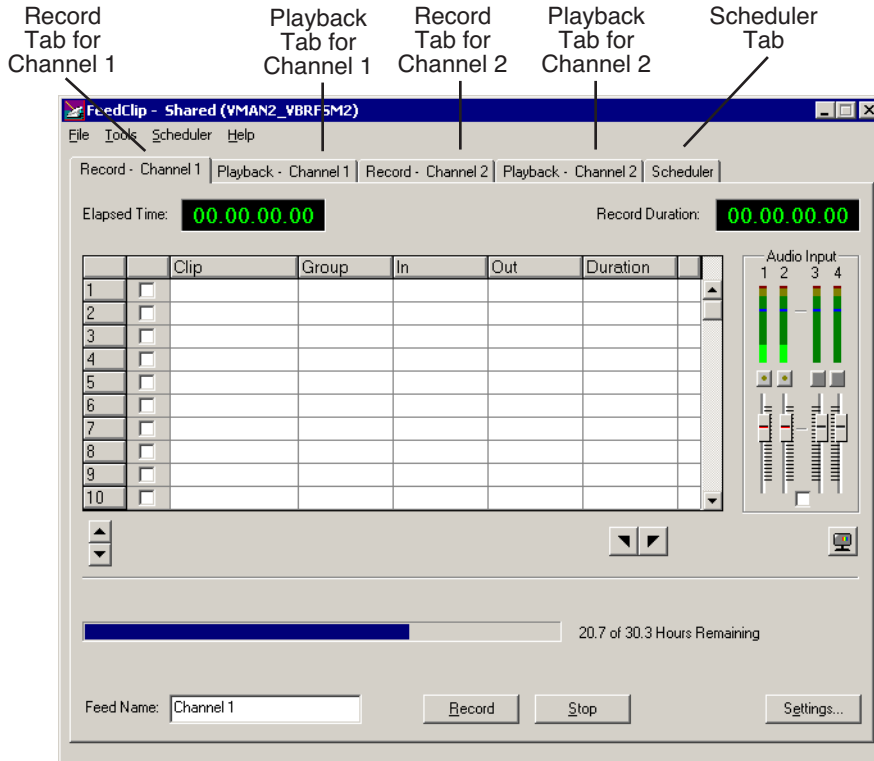 Record
Tab for
Channel 1
Playback
Tab for
Channel 1
Record
Tab for
Channel 2
Playback
Tab for
Channel 2
Scheduler
Tab
FeedClip - Shared (VMAN2_VBRF5M2)
File Tools Scheduler Help
Record - Channel 1 Playback - Channel 1 Record - Channel 2 Playback - Channel 2 Scheduler
Elapsed Time: 00.00.00.00 Record Duration: 00.00.00.00
Clip Group In Out Duration
1
2
3
4
5
6
7
8
9
10
Audio Input
1 2 3 4
20.7 of 30.3 Hours Remaining
Feed Name: Channel 1 Record Stop Settings...